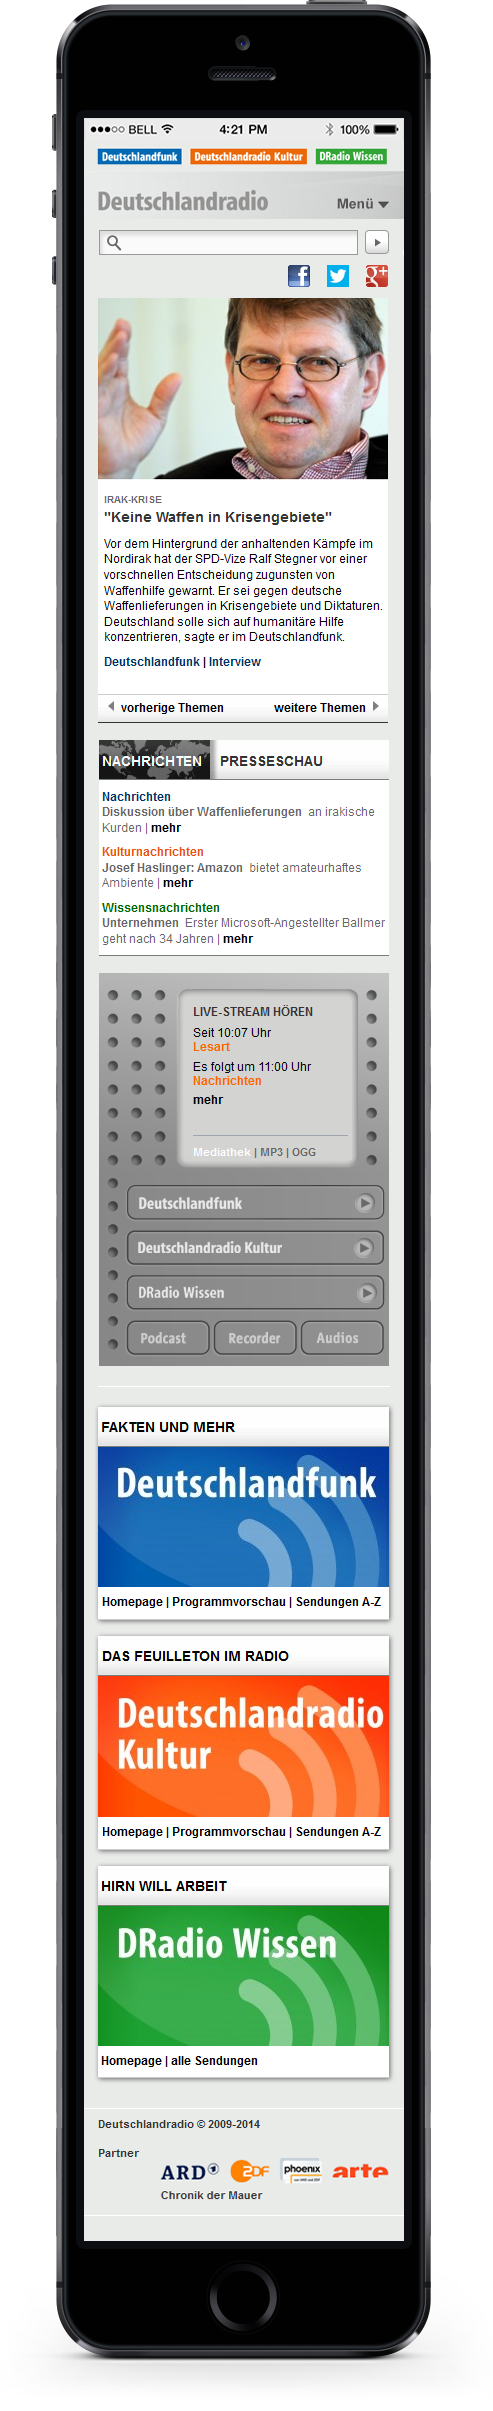 BELL 4:21 PM 100%
Deutschlandfunk Deutschlandradio Kultur DRadio Wissen
Deutschlandradio Menü
IRAK-KRISE
"Keine Waffen in Krisengebiete"
Vor dem Hintergrund der anhaltenden Kämpfe im
Nordirak hat der SPD-Vize Ralf Stegner vor einer
vorschnellen Entscheidung zugunsten von
Waffenhilfe gewarnt. Er sei gegen deutsche
Waffenlieferungen in Krisengebiete und Diktaturen.
Deutschland solle sich auf humanitäre Hilfe
konzentrieren, sagte er im Deutschlandfunk.
Deutschlandfunk | Interview
vorherige Themen weitere Themen
NACHRICHTEN PRESSESCHAU
Nachrichten
Diskussion über Waffenlieferungen an irakische
Kurden | mehr
Kulturnachrichten
Josef Haslinger: Amazon bietet amateurhaftes
Ambiente | mehr
Wissensnachrichten
Unternehmen Erster Microsoft-Angestellter Ballmer
geht nach 34 Jahren | mehr
LIVE-STREAM HÖREN
Seit 10:07 Uhr
Lesart
Es folgt um 11:00 Uhr
Nachrichten
mehr
Mediathek | MP3 | OGG
Deutschlandfunk
Deutschlandradio Kultur
DRadio Wissen
Podcast Recorder Audios
FAKTEN UND MEHR
Deutschlandfunk
Homepage | Programmvorschau | Sendungen A-Z
DAS FEUILLETON IM RADIO
Deutschlandradio
Kultur
Homepage | Programmvorschau | Sendungen A-Z
HIRN WILL ARBEIT
DRadio Wissen
Homepage | alle Sendungen
Deutschlandradio © 2009-2014
Partner
ARD 1 ZDF phoenix arte
Chronik der Mauer